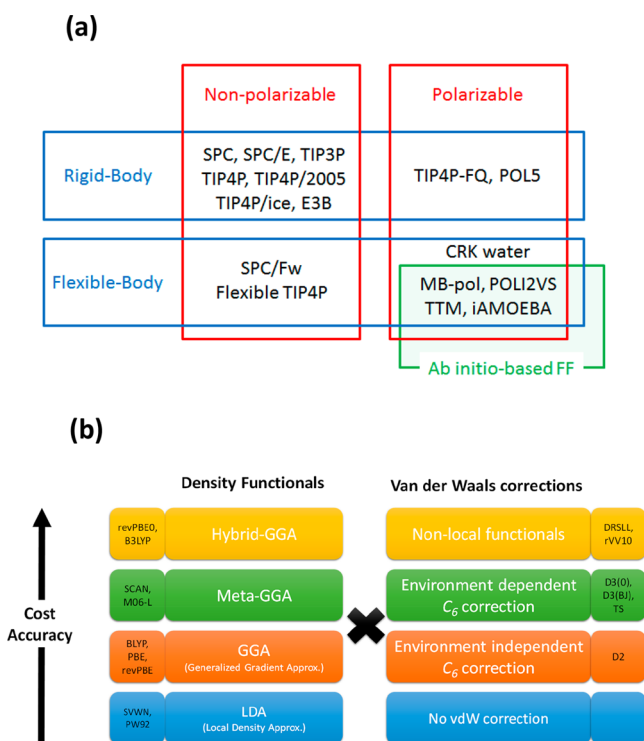 (a)
Non-polarizable
Polarizable
Rigid-Body
SPC, SPC/E, TIP3P
TIP4P, TIP4P/2005
TIP4P/ice, E3B
TIP4P-FQ, POL5
Flexible-Body
SPC/Fw
Flexible TIP4P
CRK water
MB-pol, POLI2VS
TTM, iAMOEBA
Ab initio-based FF
(b)
Density Functionals
Van der Waals corrections
Cost
Accuracy
revPBE0,
B3LYP
Hybrid-GGA
Non-local functionals
DRSLL,
rVV10
SCAN,
M06-L
Meta-GGA
Environment dependent
C6 correction
D3(0),
D3(BJ),
TS
BLYP,
PBE,
revPBE
GGA
(Generalized Gradient Approx.)
Environment independent
C6 correction
D2
SVWN,
PW92
LDA
(Local Density Approx.)
No vdW correction